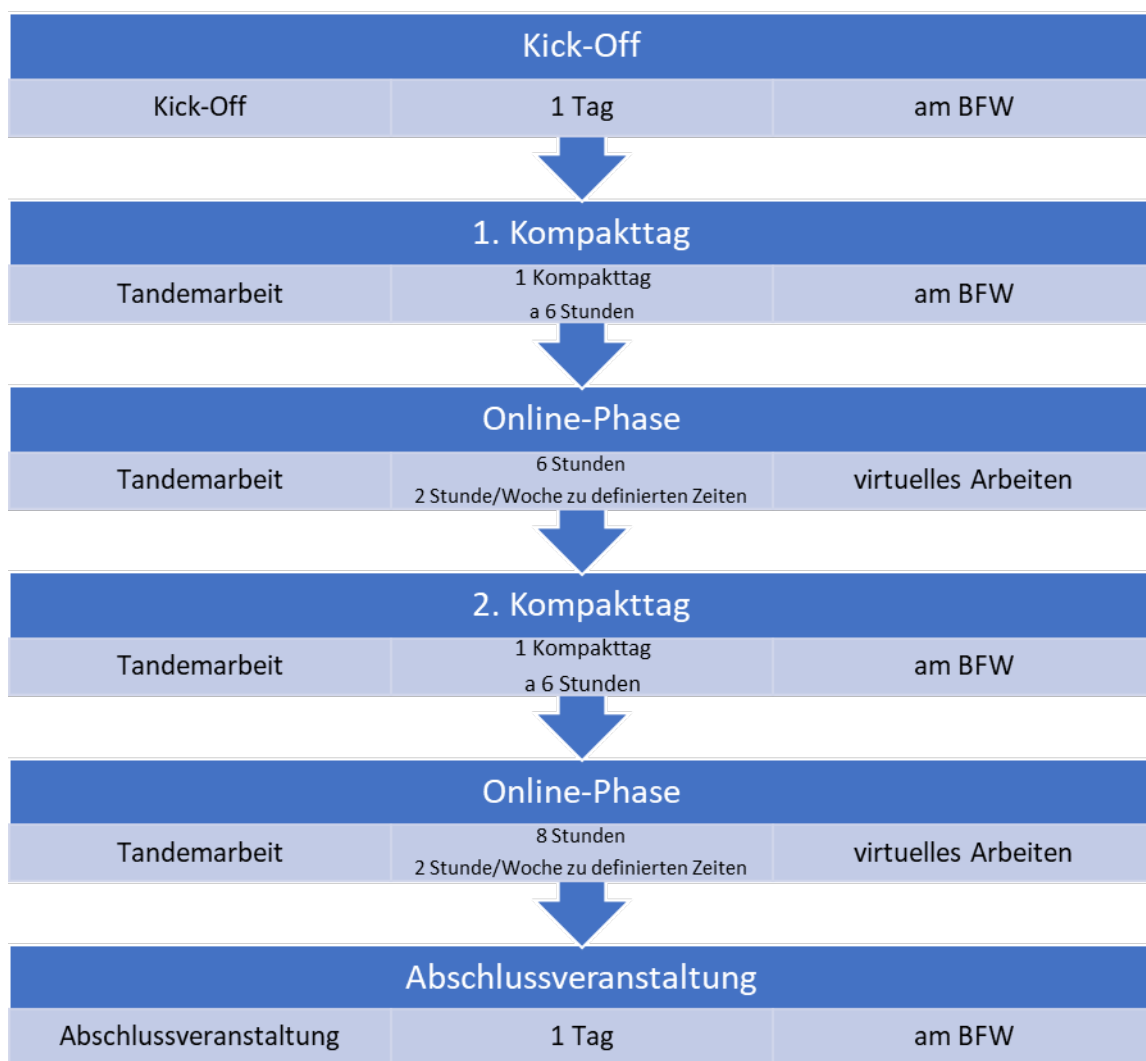 Kick-Off
Kick-Off 1 Tag am BFW
1. Kompakttag
Tandemarbeit 1 Kompakttag a 6 Stunden am BFW
Online-Phase
Tandemarbeit 6 Stunden 2 Stunde/Woche zu definierten Zeiten virtuelles Arbeiten
2. Kompakttag
Tandemarbeit 1 Kompakttag a 6 Stunden am BFW
Online-Phase
Tandemarbeit 8 Stunden 2 Stunde/Woche zu definierten Zeiten virtuelles Arbeiten
Abschlussveranstaltung
Abschlussveranstaltung 1 Tag am BFW